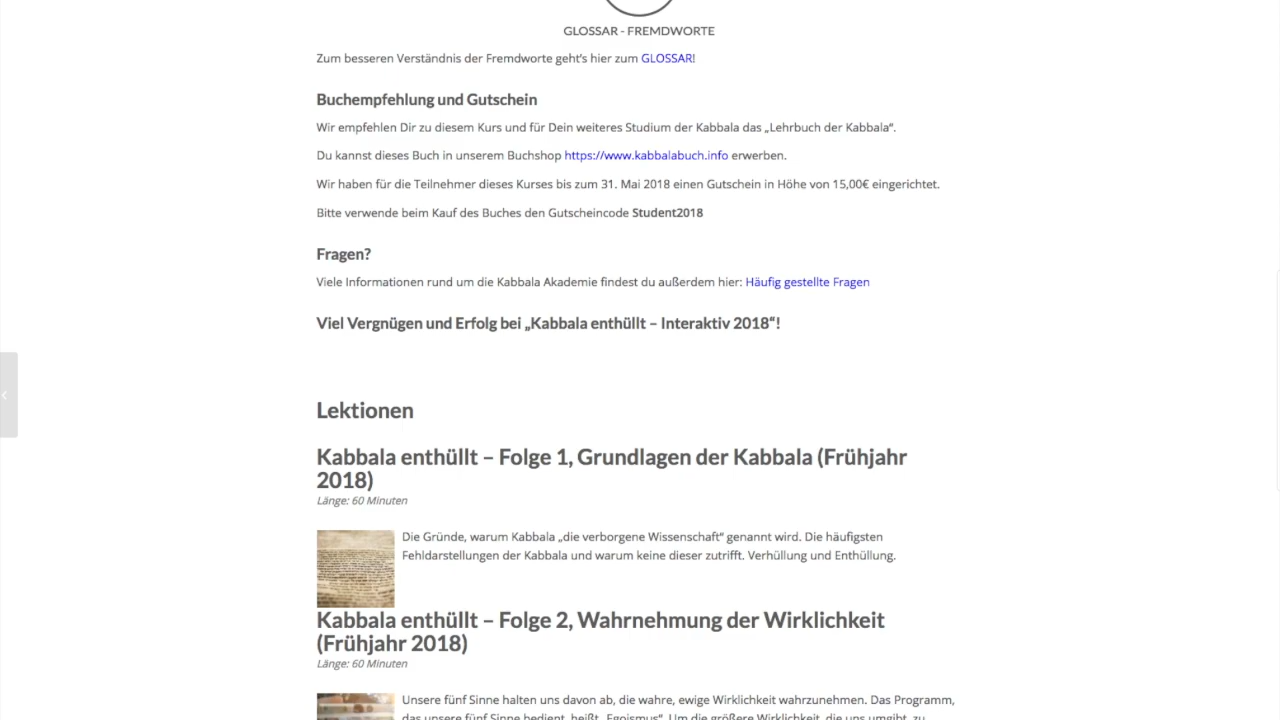 GLOSSAR - FREMDWORTE
Zum besseren Verständnis der Fremdworte geht's hier zum GLOSSAR!
Buchempfehlung und Gutschein
Wir empfehlen Dir zu diesem Kurs und für Dein weiteres Studium der Kabbala das „Lehrbuch der Kabbala“.
Du kannst dieses Buch in unserem Buchshop https://www.kabbalabuch.info erwerben.
Wir haben für die Teilnehmer dieses Kurses bis zum 31. Mai 2018 einen Gutschein in Höhe von 15,00€ eingerichtet.
Bitte verwende beim Kauf des Buches den Gutscheincode Student2018
Fragen?
Viele Informationen rund um die Kabbala Akademie findest du außerdem hier: Häufig gestellte Fragen
Viel Vergnügen und Erfolg bei „Kabbala enthüllt – Interaktiv 2018“!
Lektionen
Kabbala enthüllt – Folge 1, Grundlagen der Kabbala (Frühjahr
2018)
Länge: 60 Minuten
Die Gründe, warum Kabbala „die verborgene Wissenschaft“ genannt wird. Die häufigsten
Fehldarstellungen der Kabbala und warum keine dieser zutrifft. Verhüllung und Enthüllung.
Kabbala enthüllt – Folge 2, Wahrnehmung der Wirklichkeit
(Frühjahr 2018)
Länge: 60 Minuten
Unsere fünf Sinne halten uns davon ab, die wahre, ewige Wirklichkeit wahrzunehmen. Das Programm,
das unsere fünf Sinne bedient, heißt „Egoismus“. Um die größere Wirklichkeit, die uns umgibt, zu